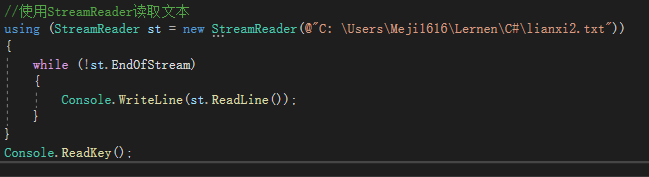 //使用StreamReader读取文本
using (StreamReader st = new StreamReader(@"C: \Users\Meji1616\Lernen\C#\lianxi2.txt"))
{
while (!st.EndOfStream)
{
Console.WriteLine(st.ReadLine());
}
}
Console.ReadKey();